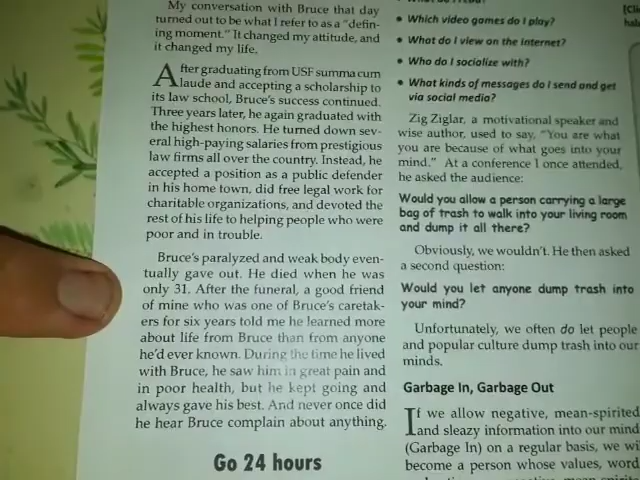 My conversation with Bruce that day
turned out to be what I refer to as a "defin-
ing moment." It changed my attitude, and
it changed my life.
After graduating from USF summa cum
laude and accepting a scholarship to
its law school, Bruce's success continued.
Three years later, he again graduated with
the highest honors. He turned down sev-
eral high-paying salaries from prestigious
law firms all over the country. Instead, he
accepted a position as a public defender
in his home town, did free legal work for
charitable organizations, and devoted the
rest of his life to helping people who were
poor and in trouble.
Bruce's paralyzed and weak body even-
tually gave out. He died when he was
only 31. After the funeral, a good friend
of mine who was one of Bruce's caretak-
ers for six years told me he learned more
about life from Bruce than from anyone
he'd ever known. During the time he lived
with Bruce, he saw him in great pain and
in poor health, but he kept going and
always gave his best. And never once did
he hear Bruce complain about anything.
Go 24 hours
• Which video games do I play?
• What do I view on the internet?
• Who do I socialize with?
• What kinds of messages do I send and get
via social media?
Zig Ziglar, a motivational speaker and
wise author, used to say, "You are what
you are because of what goes into your
mind." At a conference I once attended,
he asked the audience:
Would you allow a person carrying a large
bag of trash to walk into your living room
and dump it all there?
Obviously, we wouldn't. He then asked
a second question:
Would you let anyone dump trash into
your mind?
Unfortunately, we often do let people
and popular culture dump trash into our
minds.
Garbage In, Garbage Out
If we allow negative, mean-spirited
and sleazy information into our mind
(Garbage In) on a regular basis, we wi
become a person whose values, word